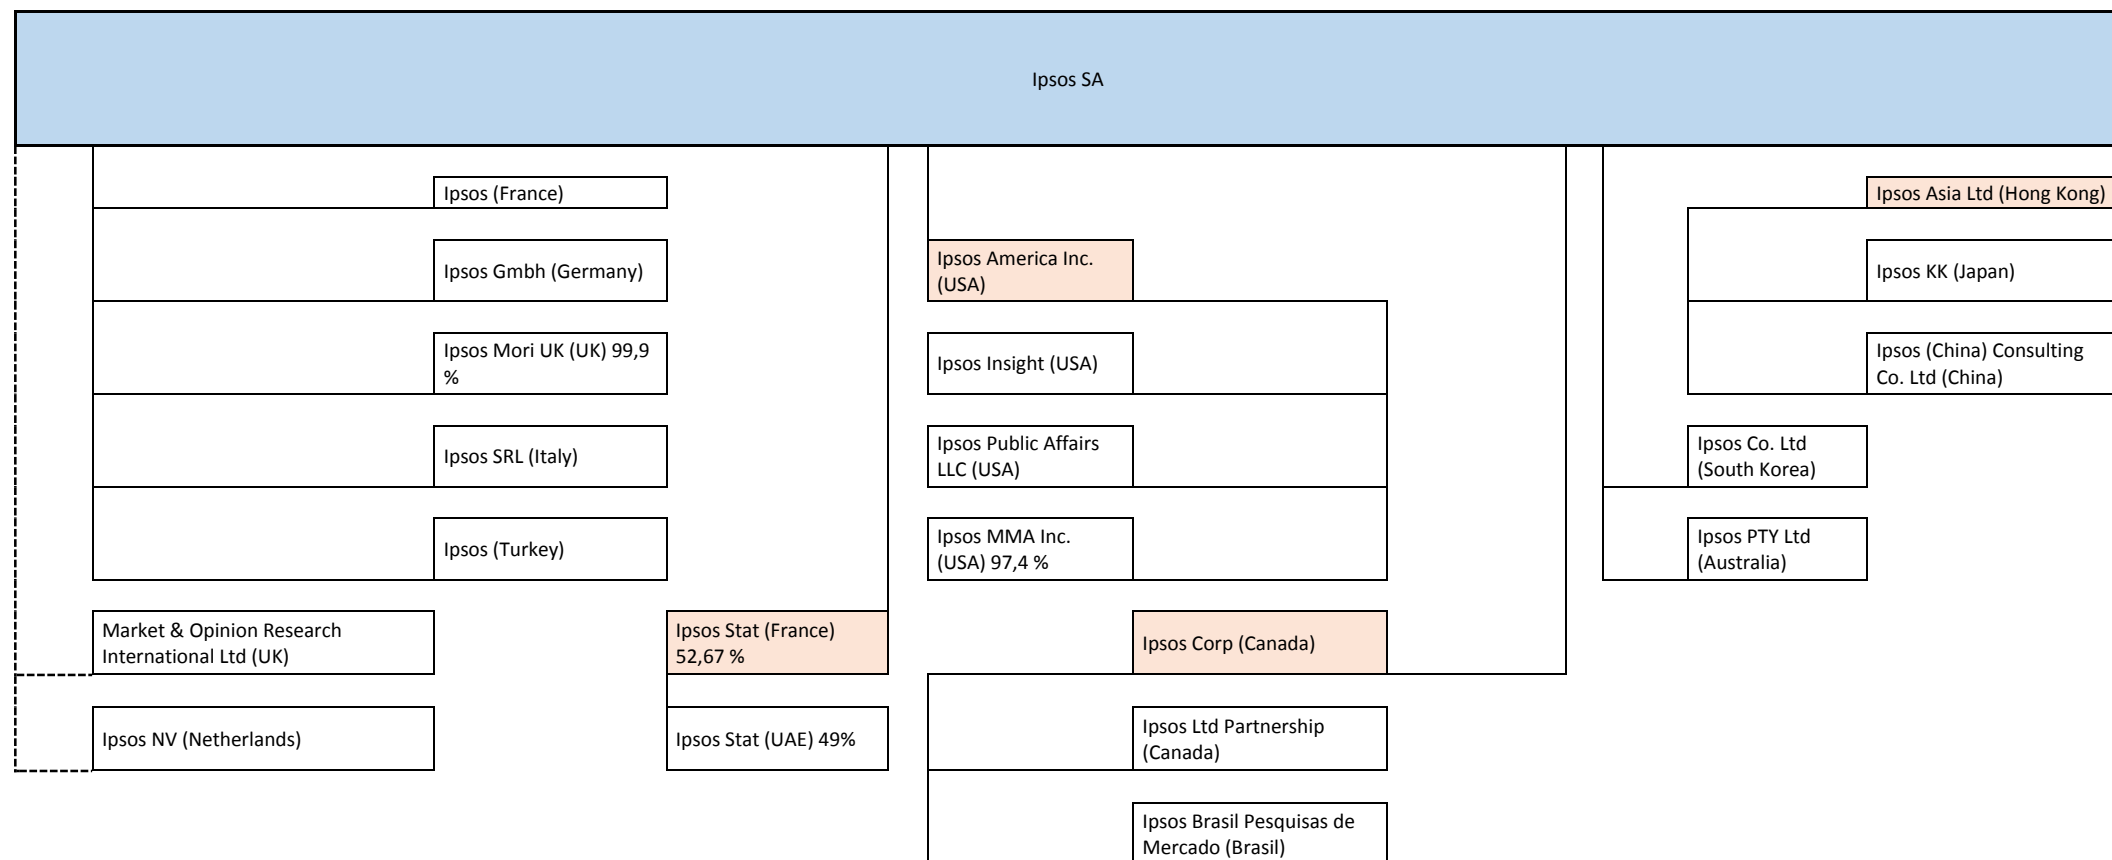 Ipsos SA
Ipsos (France)
Ipsos Gmbh (Germany)
Ipsos Mori UK (UK) 99,9
%
Ipsos SRL (Italy)
Ipsos (Turkey)
Market & Opinion Research
International Ltd (UK)
Ipsos NV (Netherlands)
Ipsos Stat (France)
52,67 %
Ipsos Stat (UAE) 49%
Ipsos America Inc.
(USA)
Ipsos Insight (USA)
Ipsos Public Affairs
LLC (USA)
Ipsos MMA Inc.
(USA) 97,4 %
Ipsos Corp (Canada)
Ipsos Ltd Partnership
(Canada)
Ipsos Brasil Pesquisas de
Mercado (Brasil)
Ipsos Asia Ltd (Hong Kong)
Ipsos KK (Japan)
Ipsos (China) Consulting
Co. Ltd (China)
Ipsos Co. Ltd
(South Korea)
Ipsos PTY Ltd
(Australia)